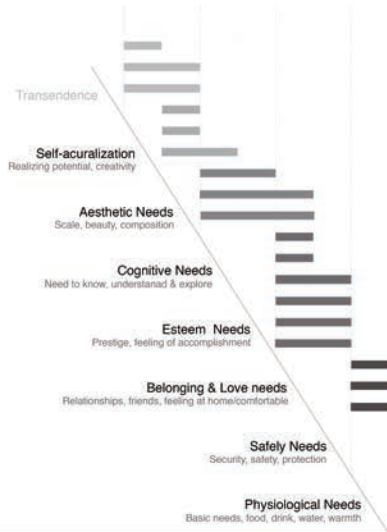 Transendence
Self-acuralization
Realizing potential, creativity
Aesthetic Needs
Scale, beauty, composition
Cognitive Needs
Need to know, understanad & explore
Esteem Needs
Prestige, feeling of accomplishment
Belonging & Love needs
Relationships, friends, feeling at home/comfortable
Safely Needs
Security, safety, protection
Physiological Needs
Basic needs, food, drink, water, warmth